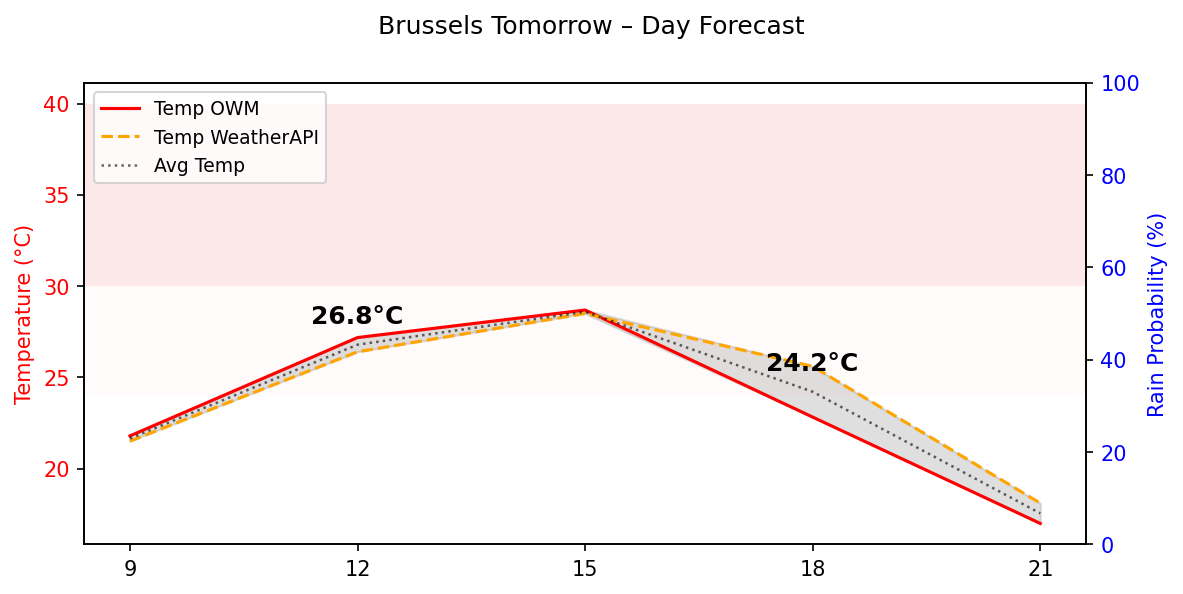 Brussels Tomorrow – Day Forecast
Temp OWM
Temp WeatherAPI
Avg Temp
Temperature (°C)
40
35
30
25
20
26.8°C
24.2°C
100
80
60
40
20
0
Rain Probability (%)
9
12
15
18
21